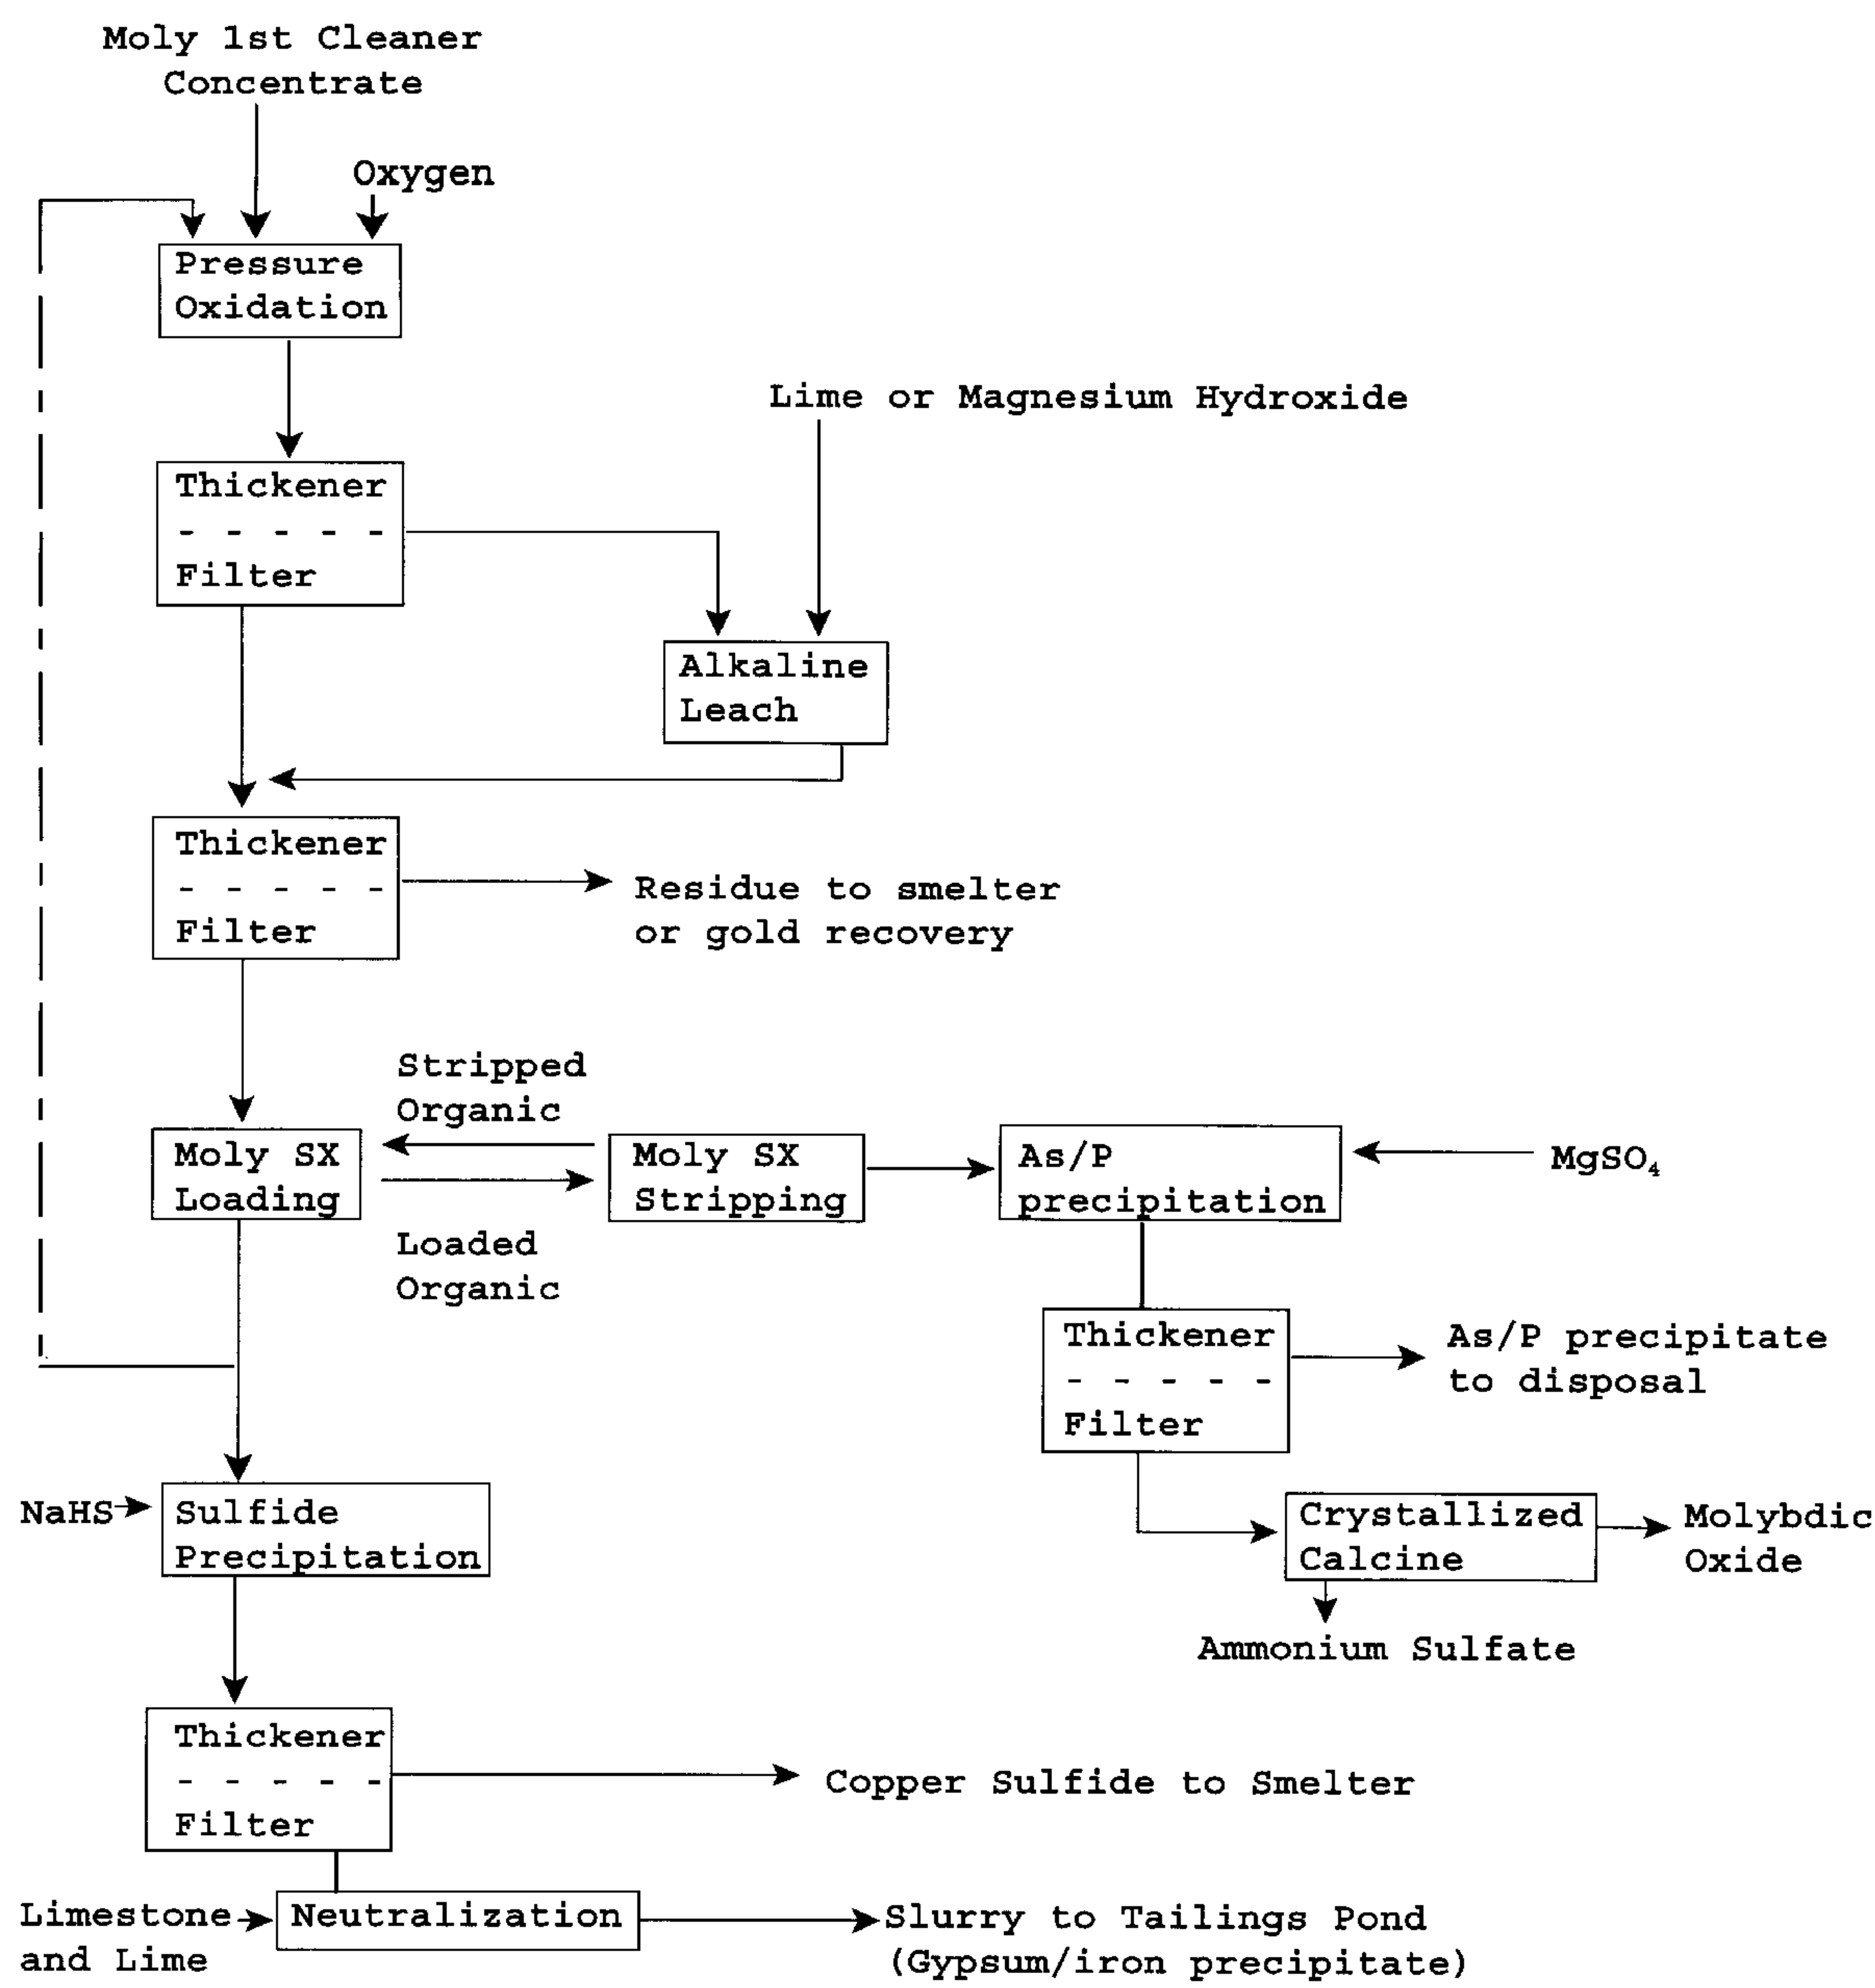 Moly 1st Cleaner
Concentrate
Oxygen
Pressure
Oxidation
Lime or Magnesium Hydroxide
Thickener
- - - - -
Filter
Alkaline
Leach
Thickener
- - - - -
Filter
Residue to smelter
or gold recovery
Stripped
Organic
Moly SX
Loading
Moly SX
Stripping
As/P
precipitation
MgSO₄
Loaded
Organic
Thickener
- - - - -
Filter
As/P precipitate
to disposal
NaHS
Sulfide
Precipitation
Crystallized
Calcine
Molybdic
Oxide
Ammonium Sulfate
Thickener
- - - - -
Filter
Copper Sulfide to Smelter
Limestone
and Lime
Neutralization
Slurry to Tailings Pond
(Gypsum/iron precipitate)